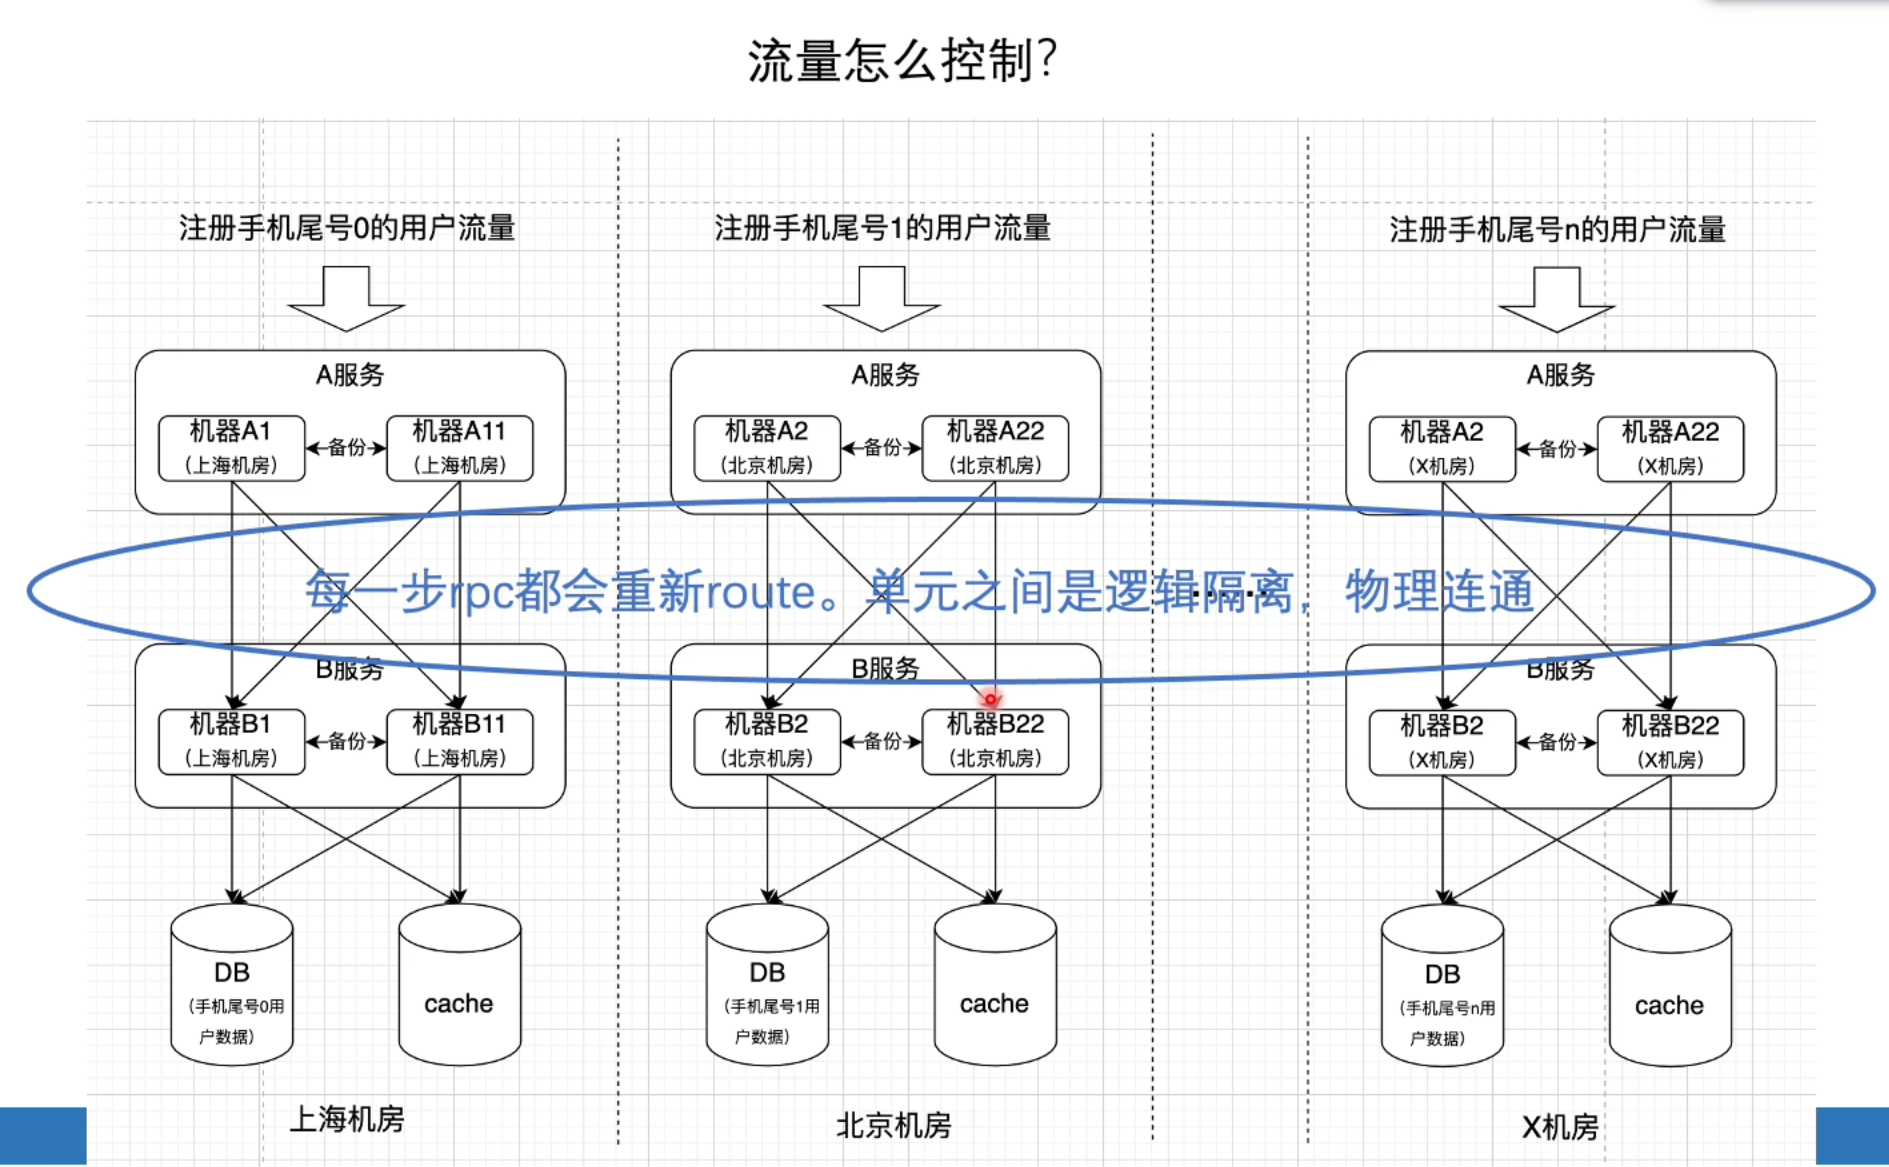 流量怎么控制？
注册手机尾号0的用户流量
注册手机尾号1的用户流量
注册手机尾号n的用户流量
A服务
A服务
A服务
机器A1
(上海机房)
备份
机器A11
(上海机房)
机器A2
(北京机房)
备份
机器A22
(北京机房)
机器A2
(X机房)
备份
机器A22
(X机房)
每一步rpc都会重新route。单元之间是逻辑隔离，物理连通
......
B服务
B服务
B服务
机器B1
(上海机房)
备份
机器B11
(上海机房)
机器B2
(北京机房)
备份
机器B22
(北京机房)
机器B2
(X机房)
备份
机器B22
(X机房)
DB
(手机尾号0用
户数据)
cache
DB
(手机尾号1用
户数据)
cache
DB
(手机尾号n用
户数据)
cache
上海机房
北京机房
X机房